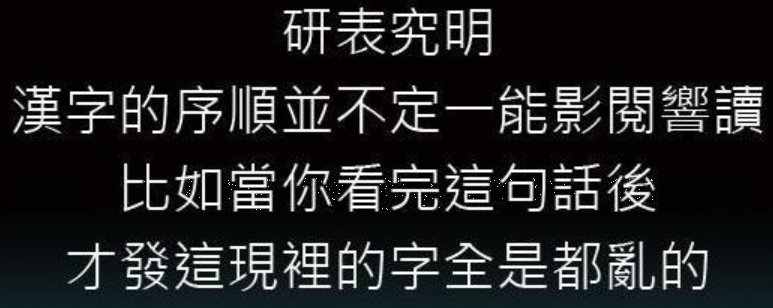 研表究明
漢字的序順並不定一能影閱響讀
比如當你看完這句話後
才發這現裡的字全是都亂的